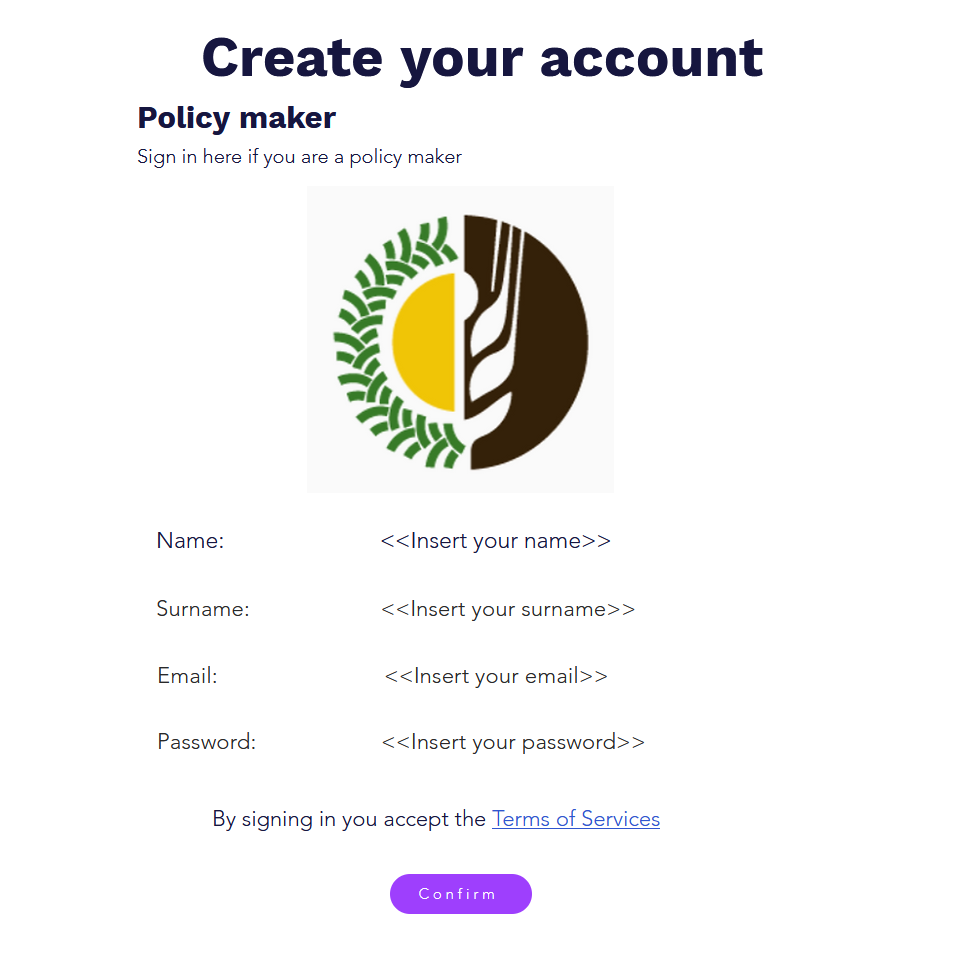 Create your account
Policy maker
Sign in here if you are a policy maker
Name: <<Insert your name>>
Surname: <<Insert your surname>>
Email: <<Insert your email>>
Password: <<Insert your password>>
By signing in you accept the Terms of Services
Confirm